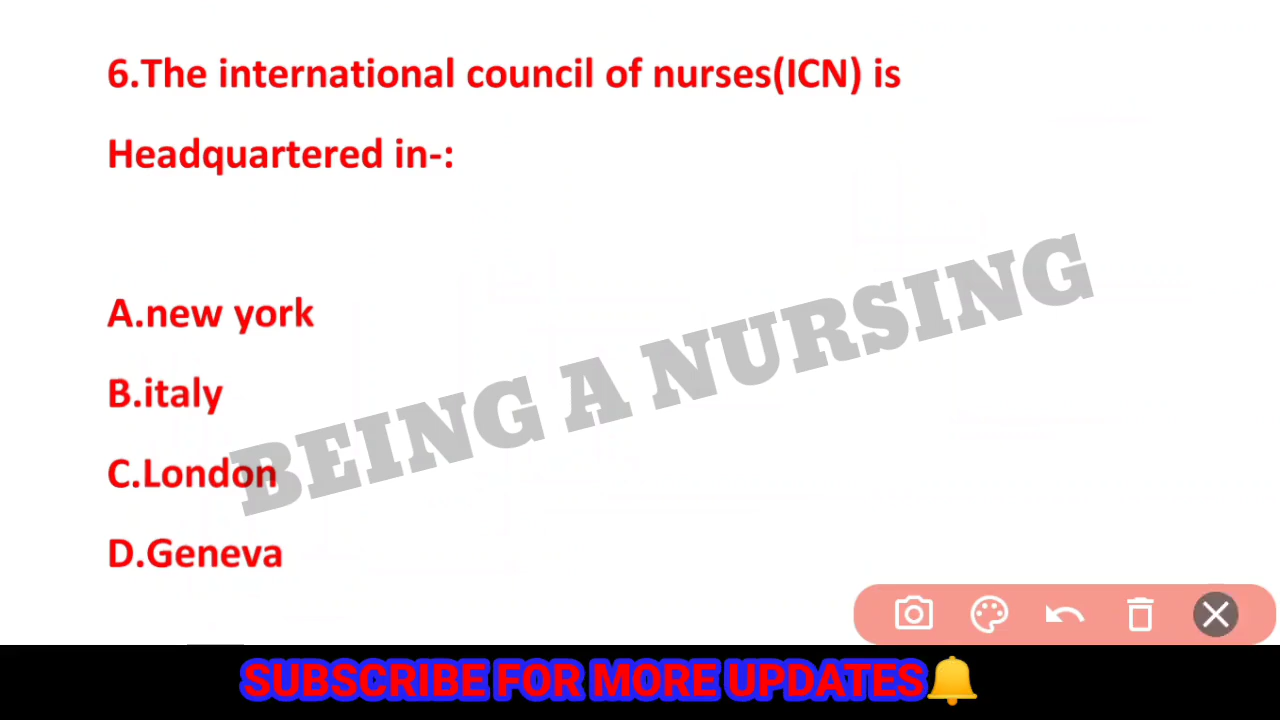 6.The international council of nurses(ICN) is
Headquartered in-:
A.new york
B.italy
C.London
D.Geneva
BEING A NURSING
SUBSCRIBE FOR MORE UPDATES🔔